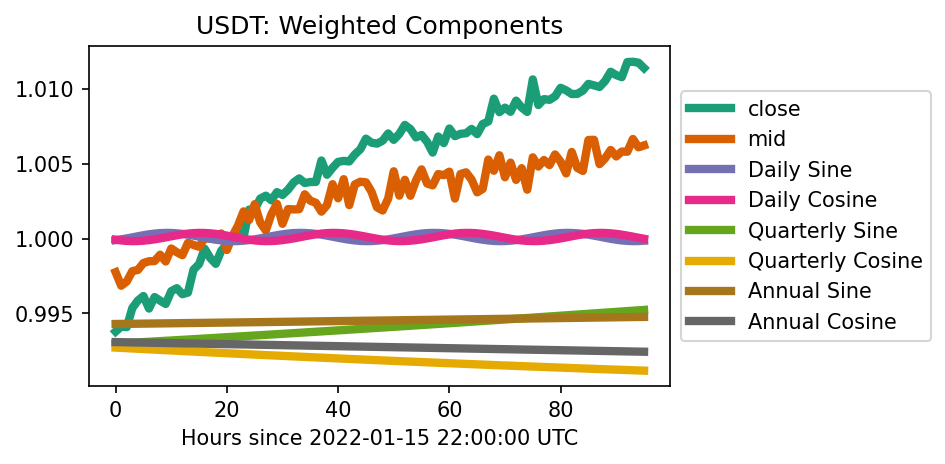 USDT: Weighted Components
1.010
1.005
1.000
0.995
0
20
40
60
80
Hours since 2022-01-15 22:00:00 UTC
close
mid
Daily Sine
Daily Cosine
Quarterly Sine
Quarterly Cosine
Annual Sine
Annual Cosine